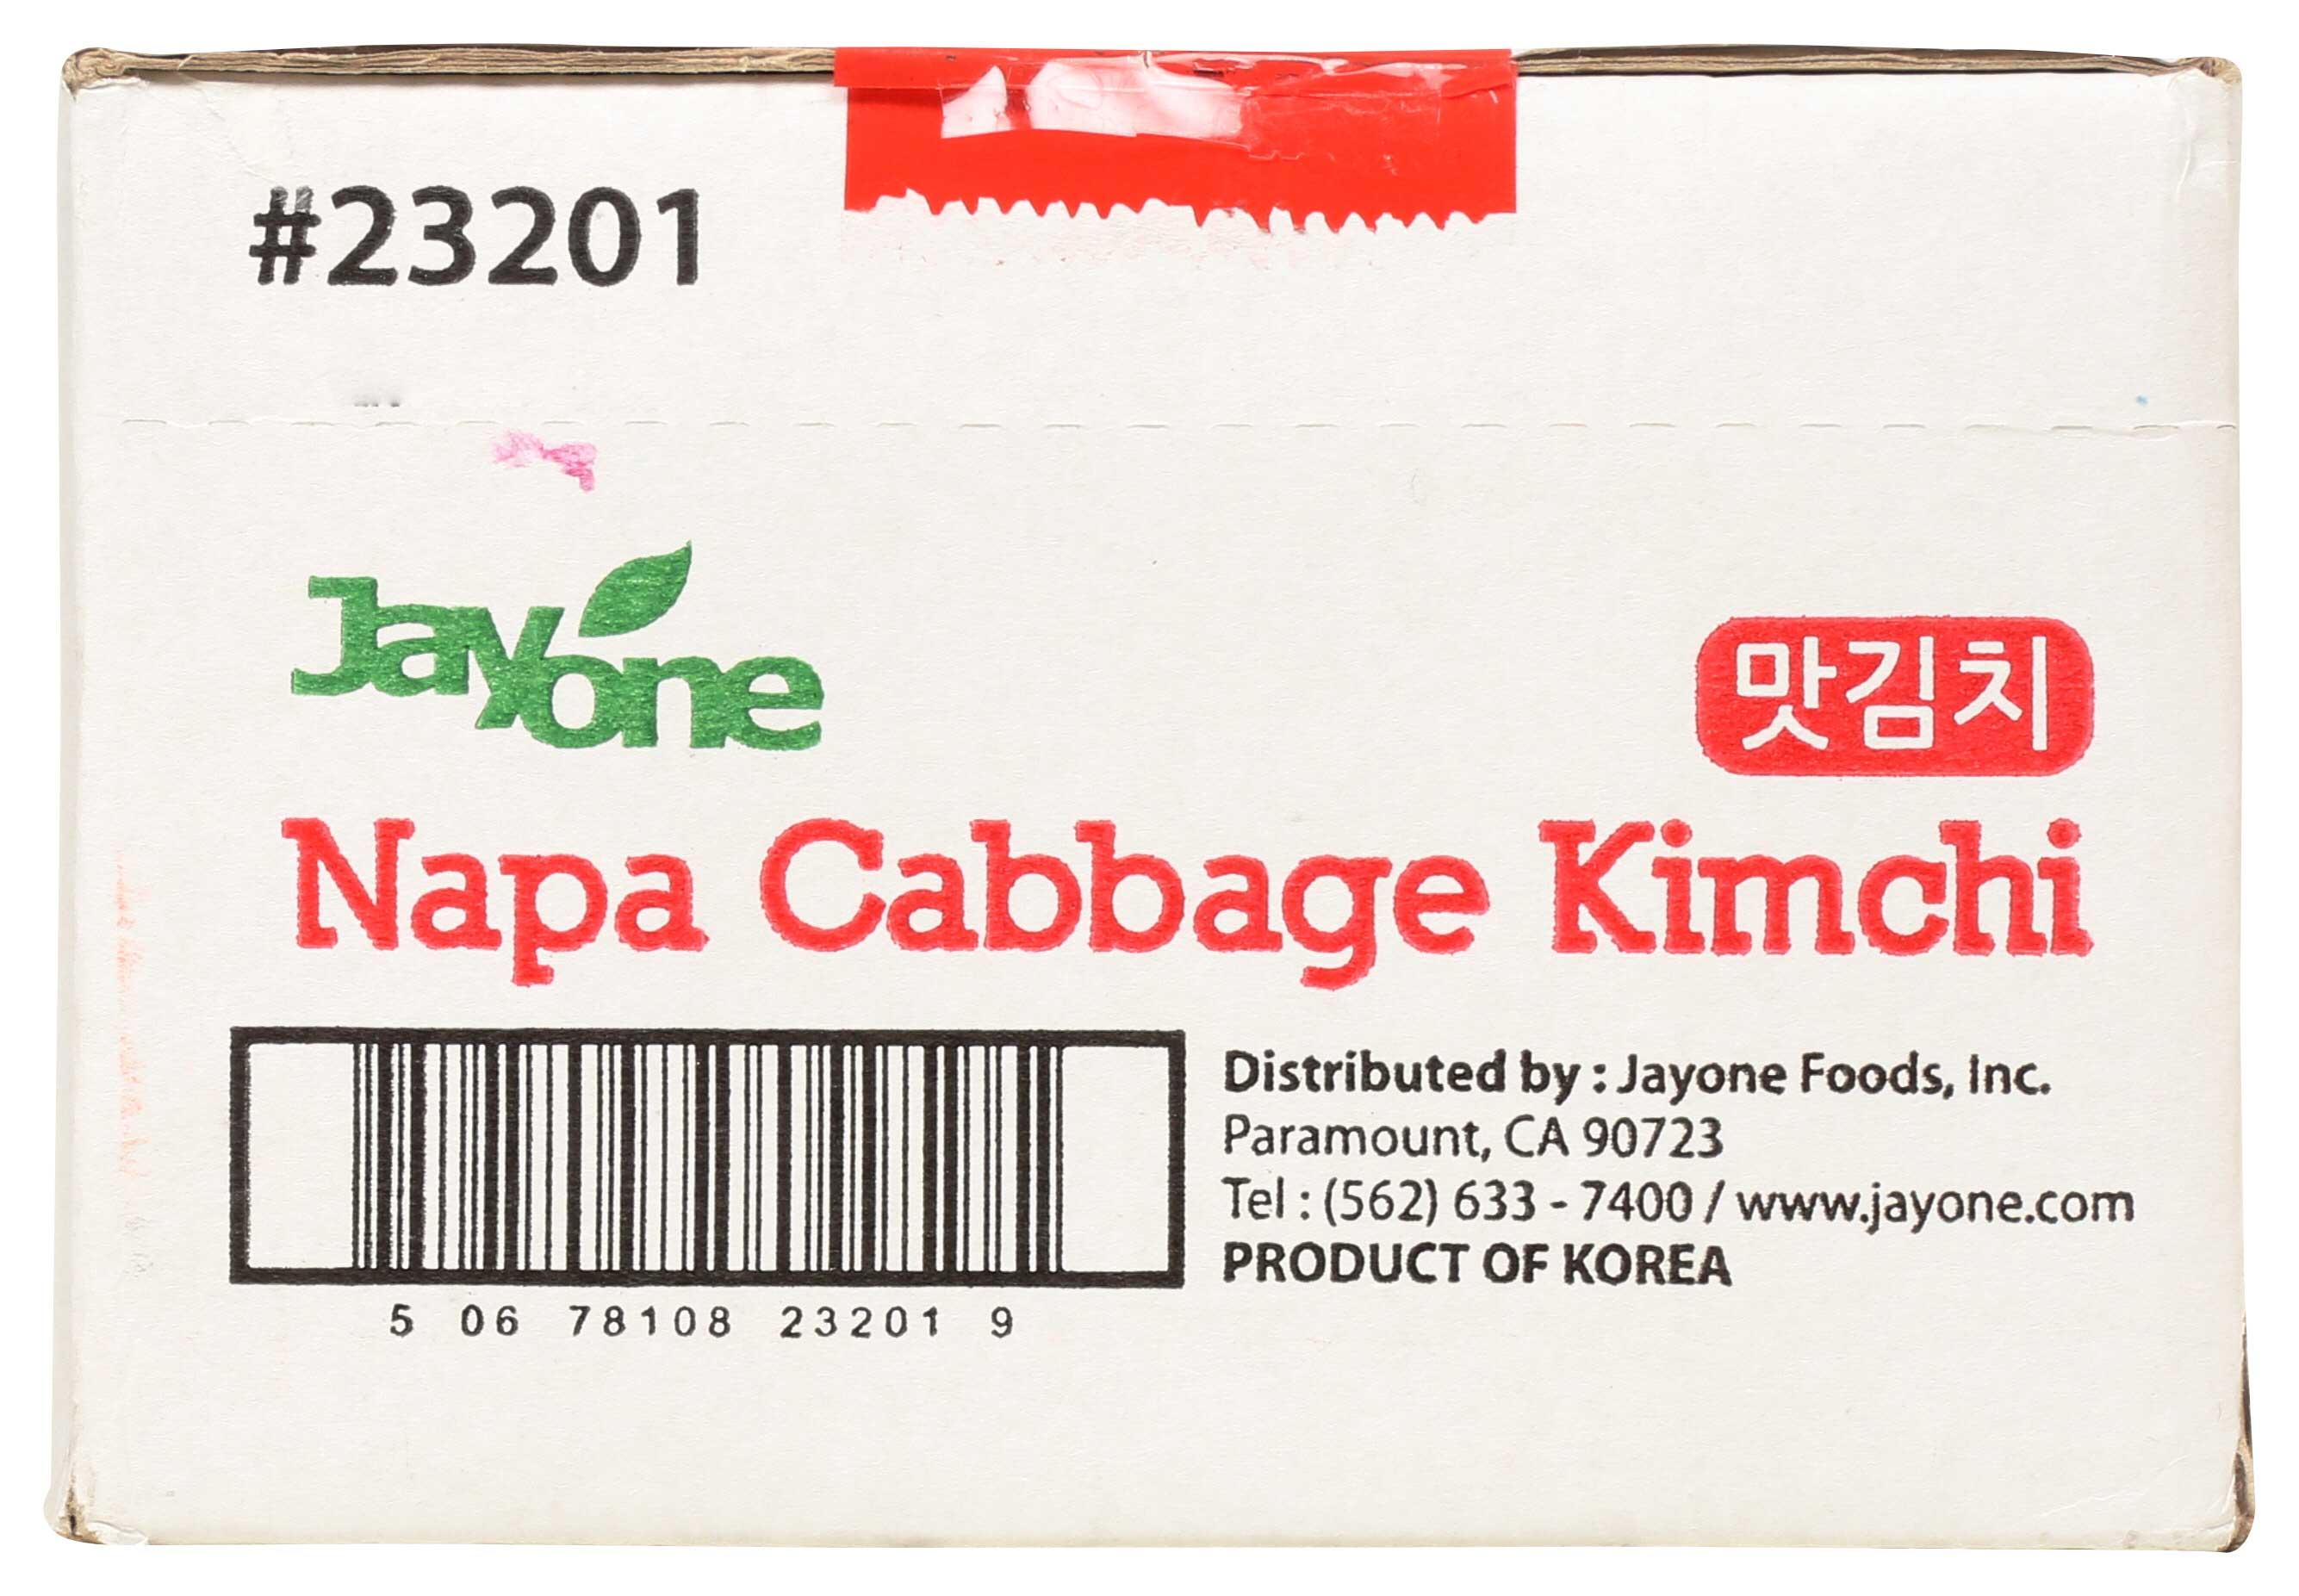 #23201
Jayone
맛김치
Napa Cabbage Kimchi
Distributed by : Jayone Foods, Inc.
Paramount, CA 90723
Tel : (562) 633 - 7400 / www.jayone.com
PRODUCT OF KOREA
5 06 78108 23201 9